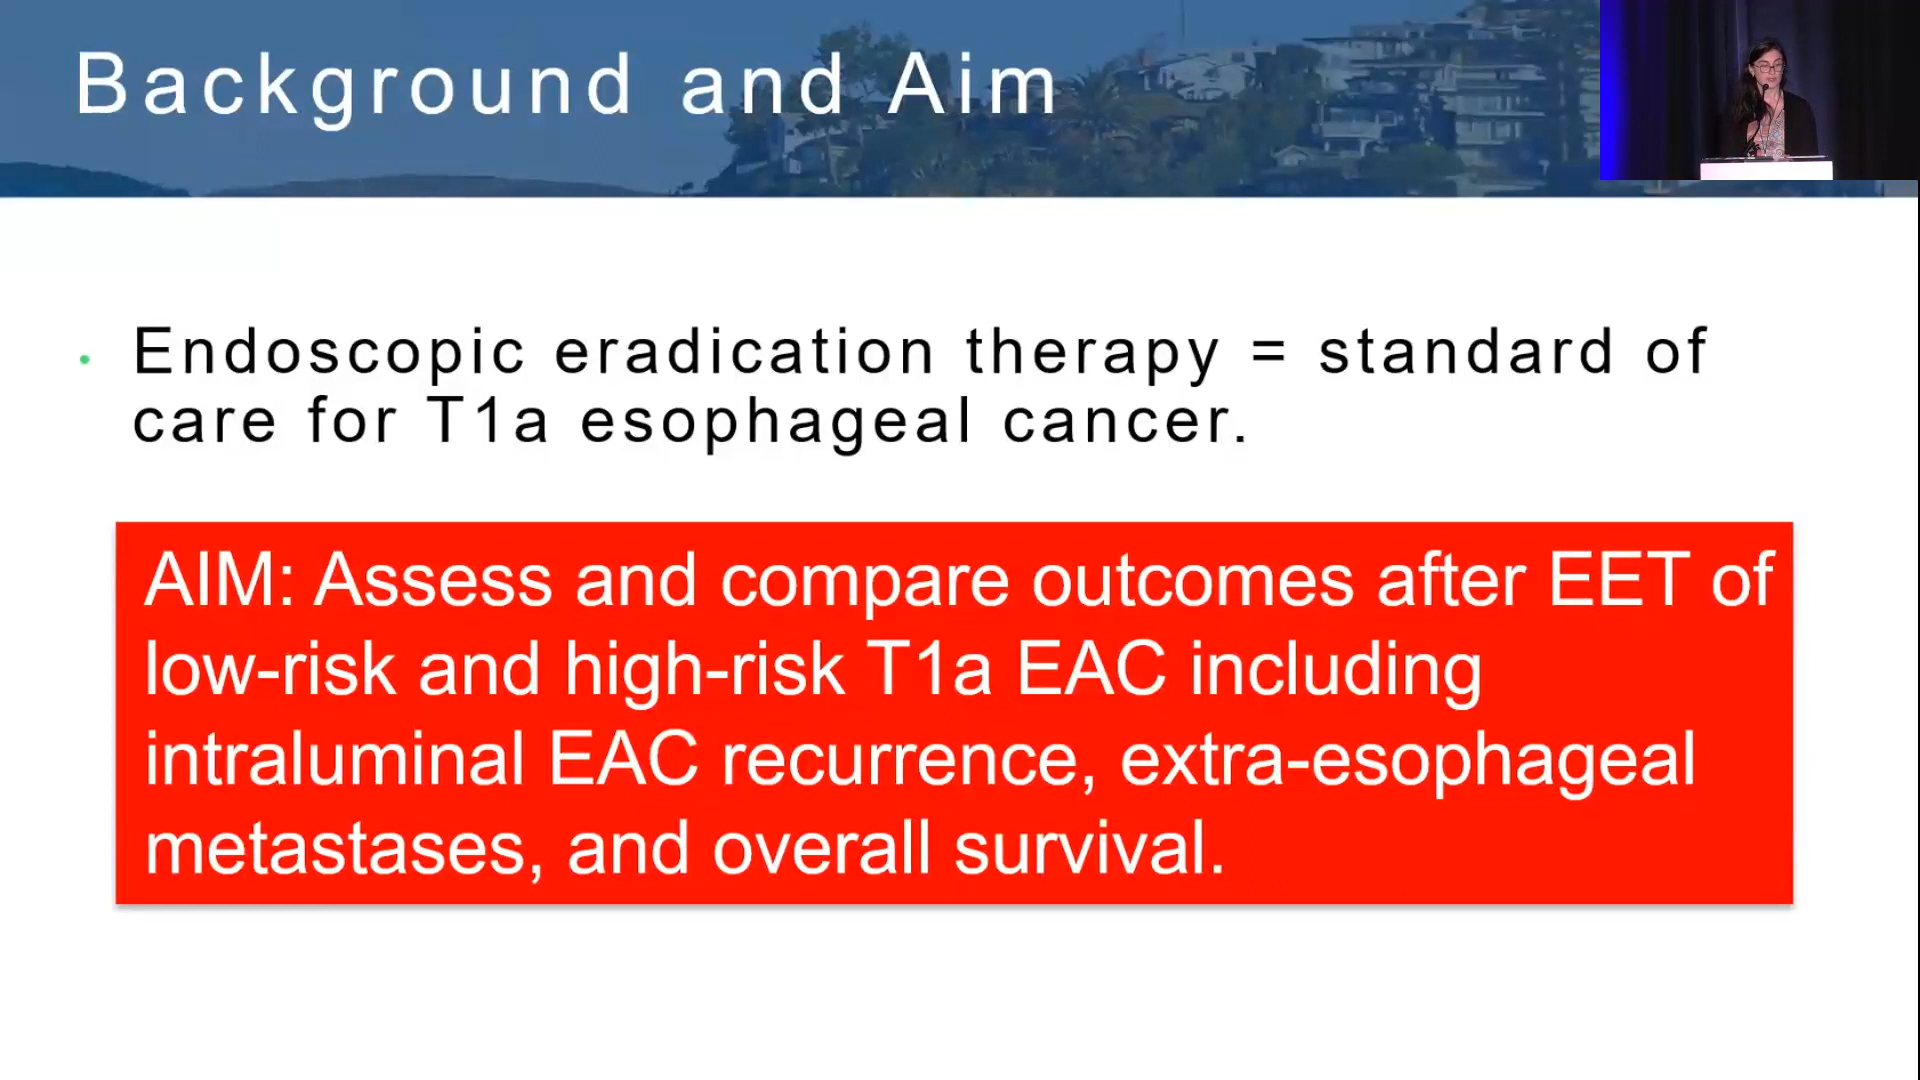 Background and Aim
• Endoscopic eradication therapy = standard of
care for T1a esophageal cancer.
AIM: Assess and compare outcomes after EET of
low-risk and high-risk T1a EAC including
intraluminal EAC recurrence, extra-esophageal
metastases, and overall survival.